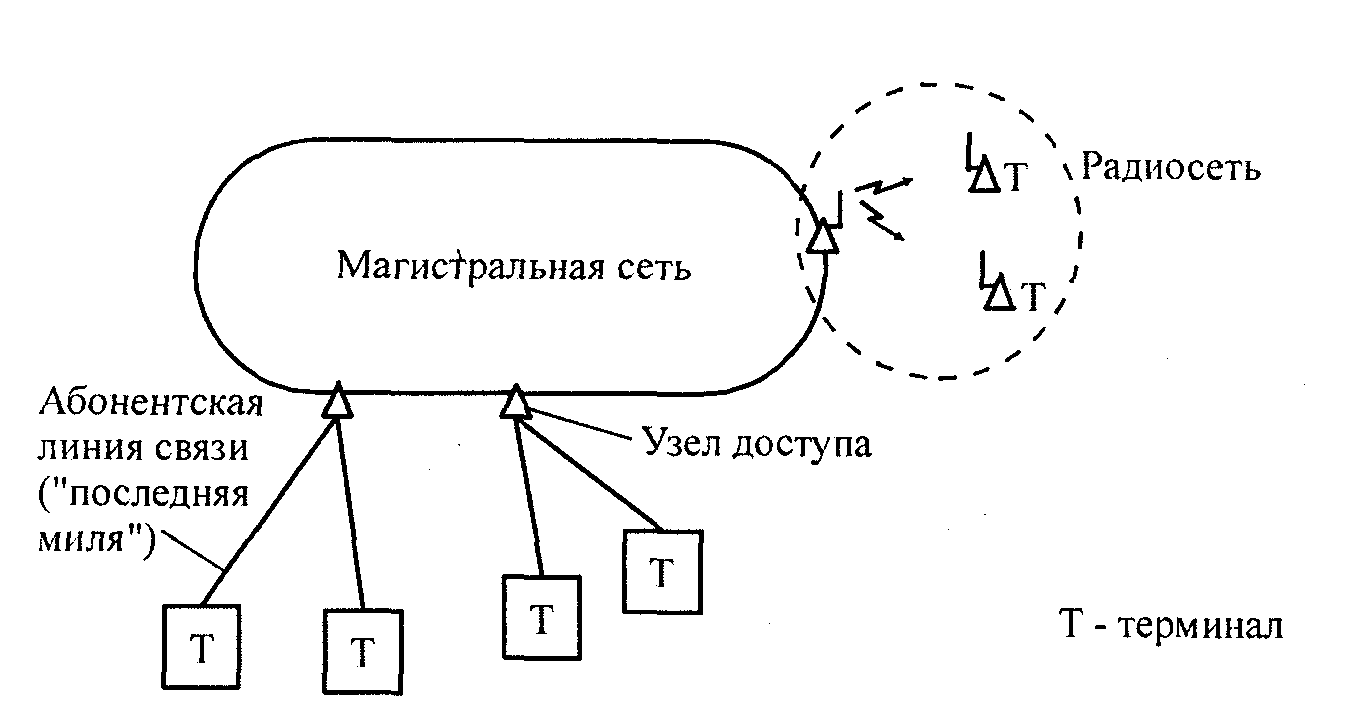 Т
Радиосеть
Магистральная сеть
Т
Абонентская
линия связи
("последняя
миля")
Узел доступа
Т
Т
Т
Т
Т - терминал